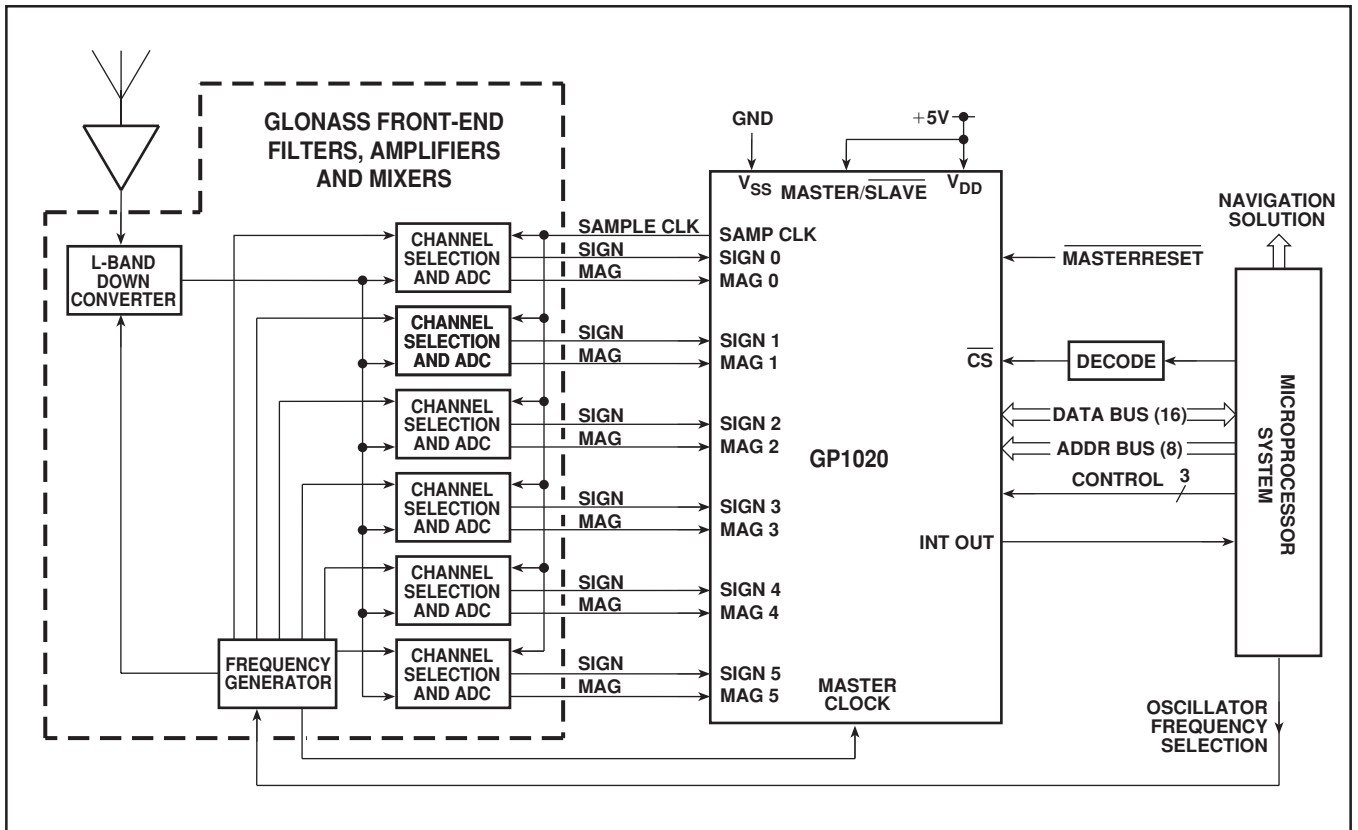 GLONASS FRONT-END
FILTERS, AMPLIFIERS
AND MIXERS
L-BAND
DOWN
CONVERTER
CHANNEL
SELECTION
AND ADC
CHANNEL
SELECTION
AND ADC
CHANNEL
SELECTION
AND ADC
CHANNEL
SELECTION
AND ADC
CHANNEL
SELECTION
AND ADC
CHANNEL
SELECTION
AND ADC
FREQUENCY
GENERATOR
SAMPLE CLK
SIGN
MAG
SIGN
MAG
SIGN
MAG
SIGN
MAG
SIGN
MAG
SIGN
MAG
GND
+5V
VSS
MASTER/SLAVE
VDD
SAMP CLK
SIGN 0
MAG 0
SIGN 1
MAG 1
SIGN 2
MAG 2
SIGN 3
MAG 3
SIGN 4
MAG 4
SIGN 5
MAG 5
GP1020
CS
INT OUT
MASTER
CLOCK
MASTERRESET
DECODE
DATA BUS (16)
ADDR BUS (8)
CONTROL 3
NAVIGATION
SOLUTION
MICROPROCESSOR
SYSTEM
OSCILLATOR
FREQUENCY
SELECTION